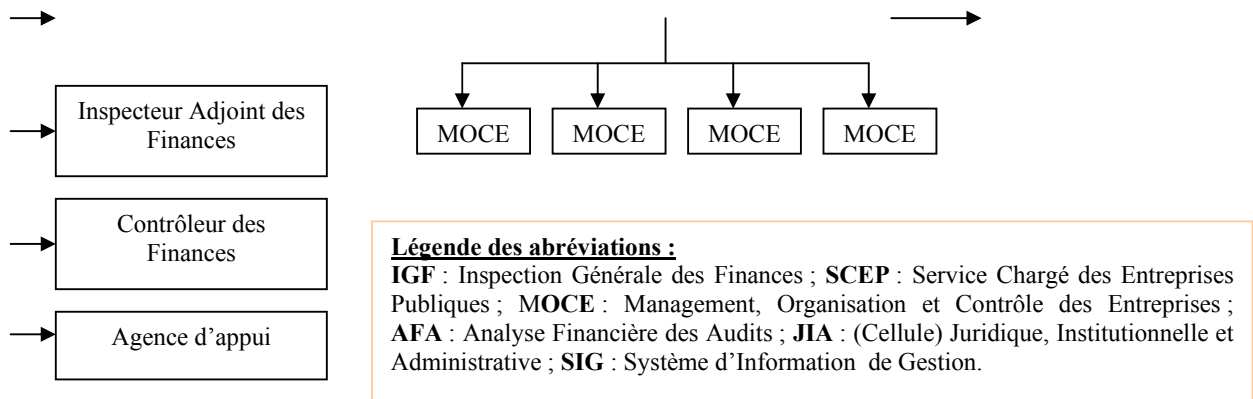 Inspecteur Adjoint des
Finances
MOCE
MOCE
MOCE
MOCE
Contrôleur des
Finances
Agence d’appui
Légende des abréviations :
IGF : Inspection Générale des Finances ; SCEP : Service Chargé des Entreprises
Publiques ; MOCE : Management, Organisation et Contrôle des Entreprises ;
AFA : Analyse Financière des Audits ; JIA : (Cellule) Juridique, Institutionnelle et
Administrative ; SIG : Système d’Information de Gestion.